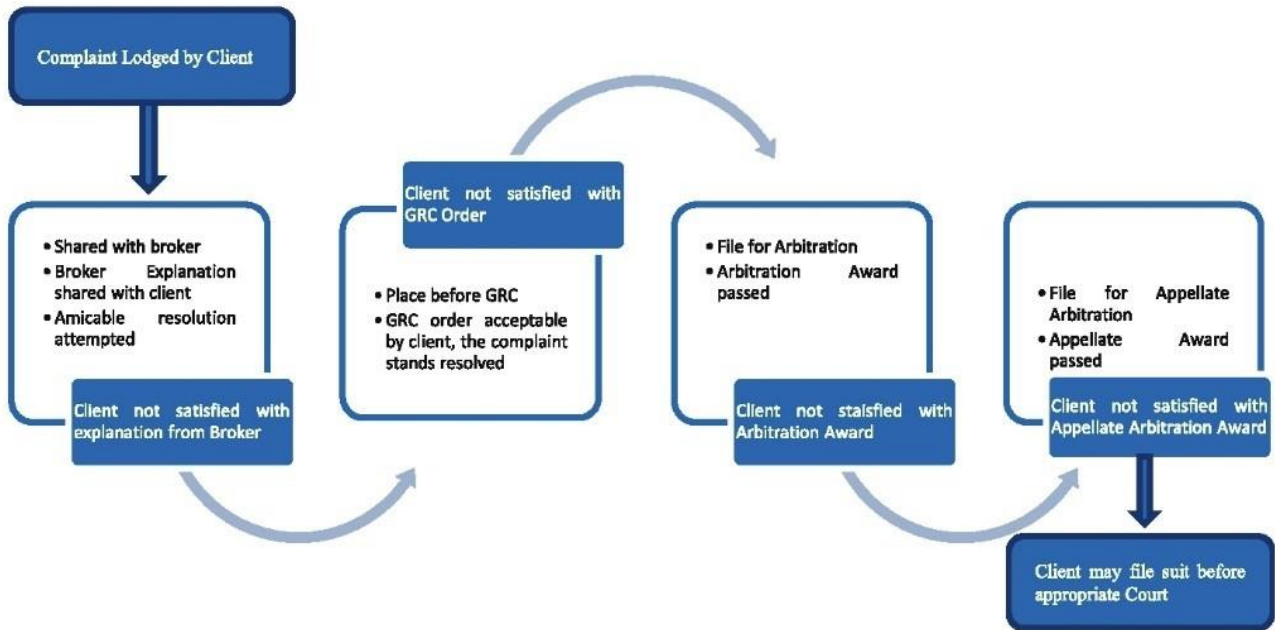 Complaint Lodged by Client
• Shared with broker
• Broker Explanation
shared with client
• Amicable resolution
attempted
Client not satisfied with
explanation from Broker
Client not satisfied with
GRC Order
• Place before GRC
• GRC order acceptable
by client, the complaint
stands resolved
• File for Arbitration
• Arbitration Award
passed
Client not staisfied with
Arbitration Award
• File for Appellate
Arbitration
• Appellate Award
passed
Client not satisfied with
Appellate Arbitration Award
Client may file suit before
appropriate Court